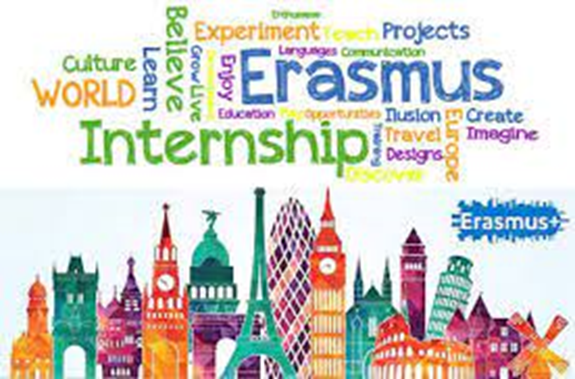 Enthusiasm
Believe
Experiment Teach Projects
Languages Communication
Culture
Learn
Grow
Live
Enjoy
Erasmus
WORLD
Education Play Opportunities
Ilusion
Europe
Create
Internship
Training
Travel
Imagine
Designs
Discover
Erasmus+